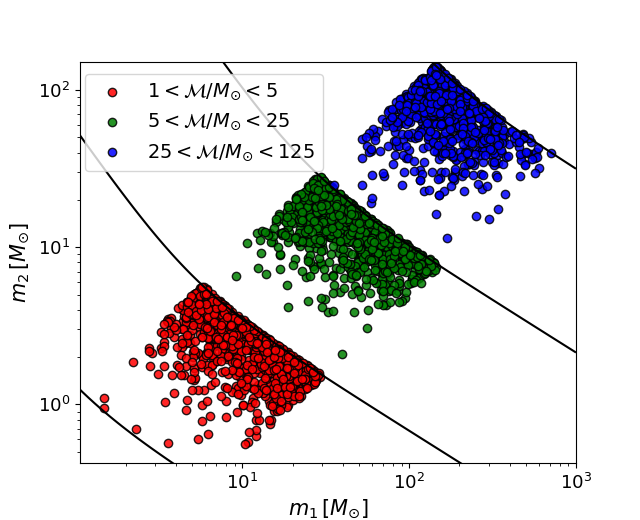 1 < ℳ/M⊙ < 5
5 < ℳ/M⊙ < 25
25 < ℳ/M⊙ < 125
10²
10¹
10⁰
m₂ [M⊙]
10¹ 10² 10³
m₁ [M⊙]